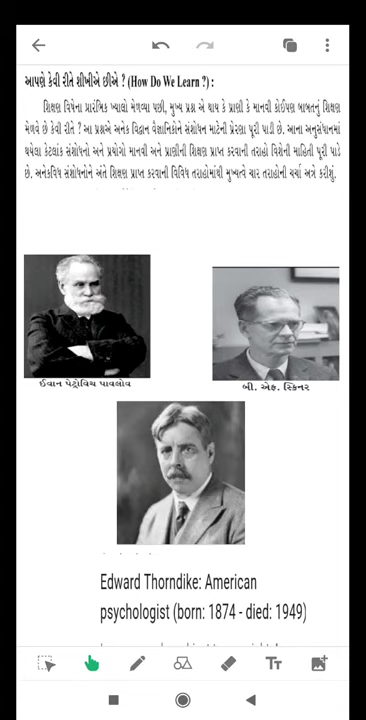 આપણે કેવી રીતે શીખીએ છીએ ? (How Do We Learn ?) :
શિક્ષણ વિષેના પ્રારંભિક ખ્યાલો મેળવ્યા પછી, મુખ્ય પ્રશ્ન એ થાય કે પ્રાણી કે માનવી કોઈપણ બાબતનું શિક્ષણ
મેળવે છે કેવી રીતે ? આ પ્રશ્નએ અનેક વિદ્વાન વૈજ્ઞાનિકોને સંશોધન માટેની પ્રેરણા પૂરી પાડી છે. આના અનુસંધાનમાં
થયેલા કેટલાંક સંશોધનો અને પ્રયોગો માનવી અને પ્રાણીની શિક્ષણ પ્રાપ્ત કરવાની તરાહો વિશેની માહિતી પૂરી પાડે
છે. અનેકવિધ સંશોધનોને અંતે શિક્ષણ પ્રાપ્ત કરવાની વિવિધ તરાહોમાંથી મુખ્યત્વે ચાર તરાહોની ચર્ચા અત્રે કરીશું.
ઈવાન પેટ્રોવિચ પાવલોવ
બી. એફ. સ્કિનર
Edward Thorndike: American
psychologist (born: 1874 - died: 1949)
Tт